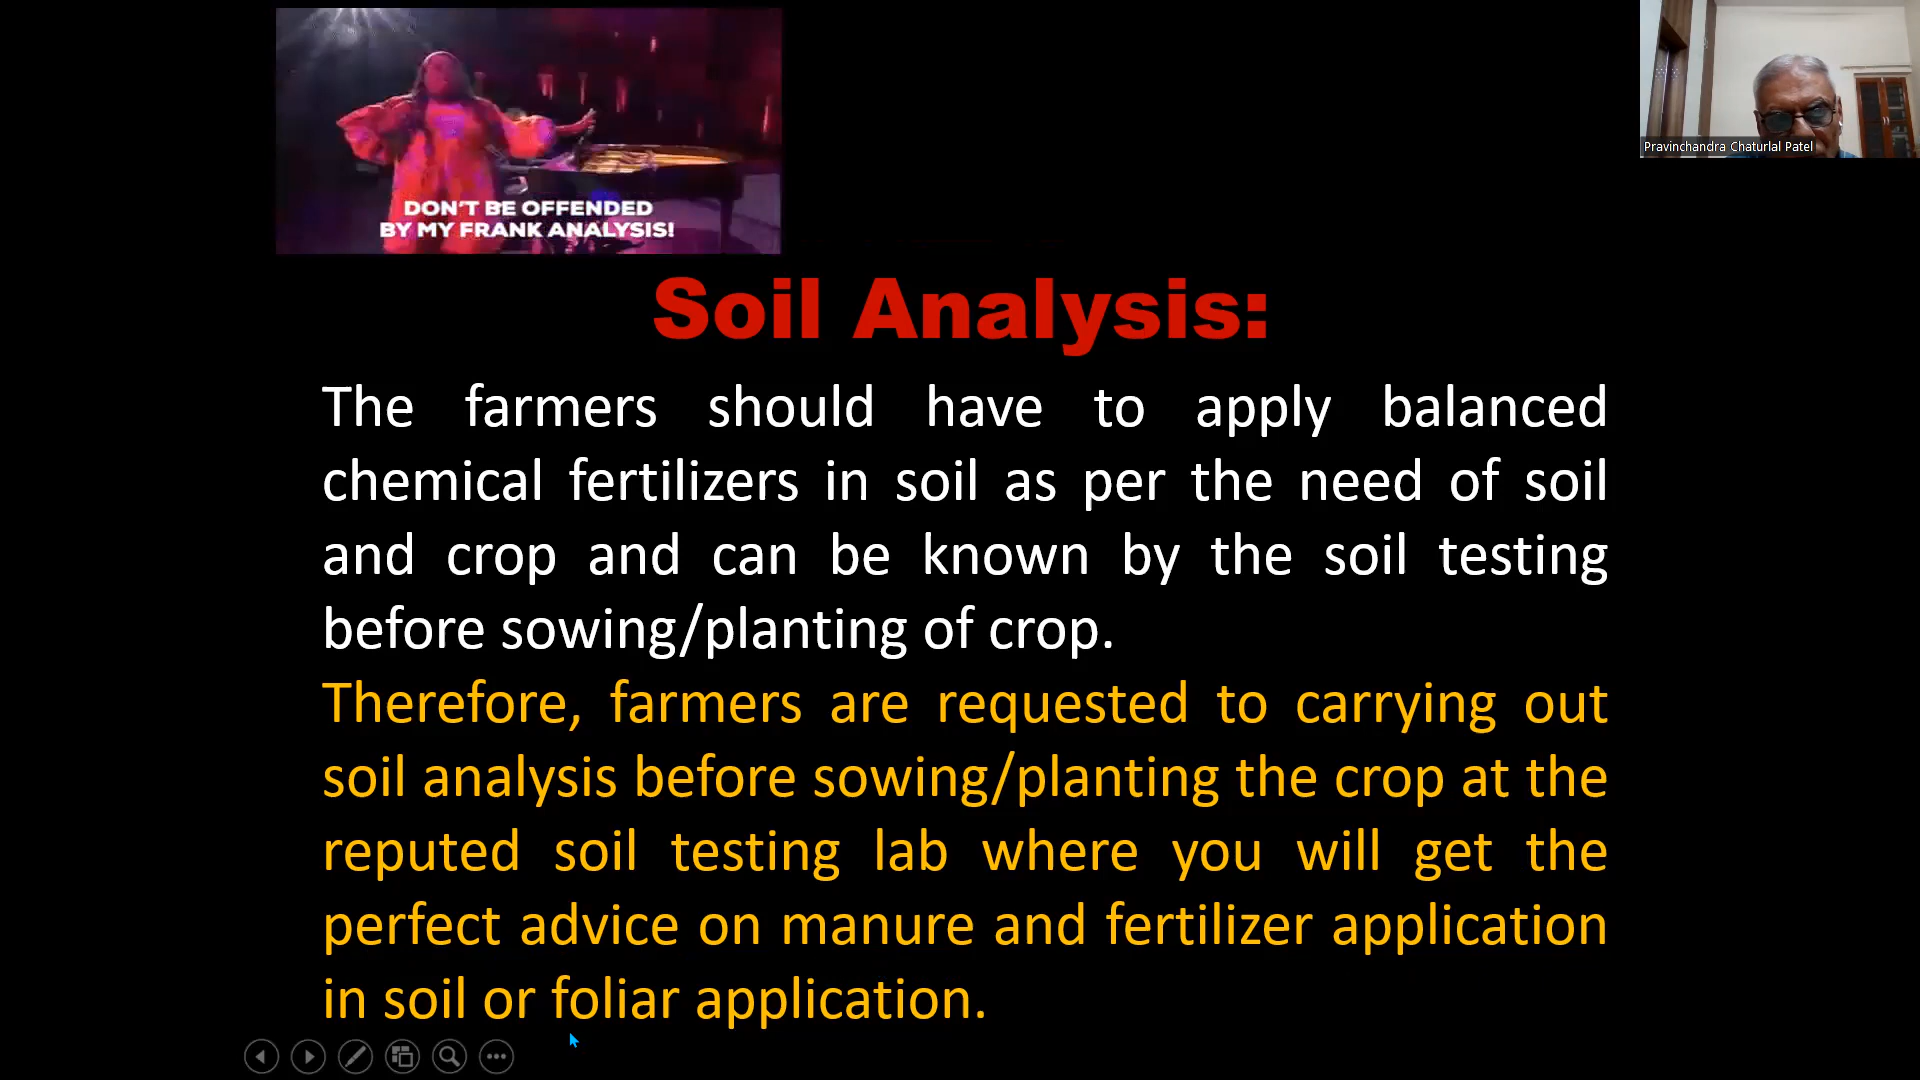 DON'T BE OFFENDED
BY MY FRANK ANALYSIS!
Pravinchandra Chaturlal Patel
Soil Analysis:
The farmers should have to apply balanced
chemical fertilizers in soil as per the need of soil
and crop and can be known by the soil testing
before sowing/planting of crop.
Therefore, farmers are requested to carrying out
soil analysis before sowing/planting the crop at the
reputed soil testing lab where you will get the
perfect advice on manure and fertilizer application
in soil or foliar application.